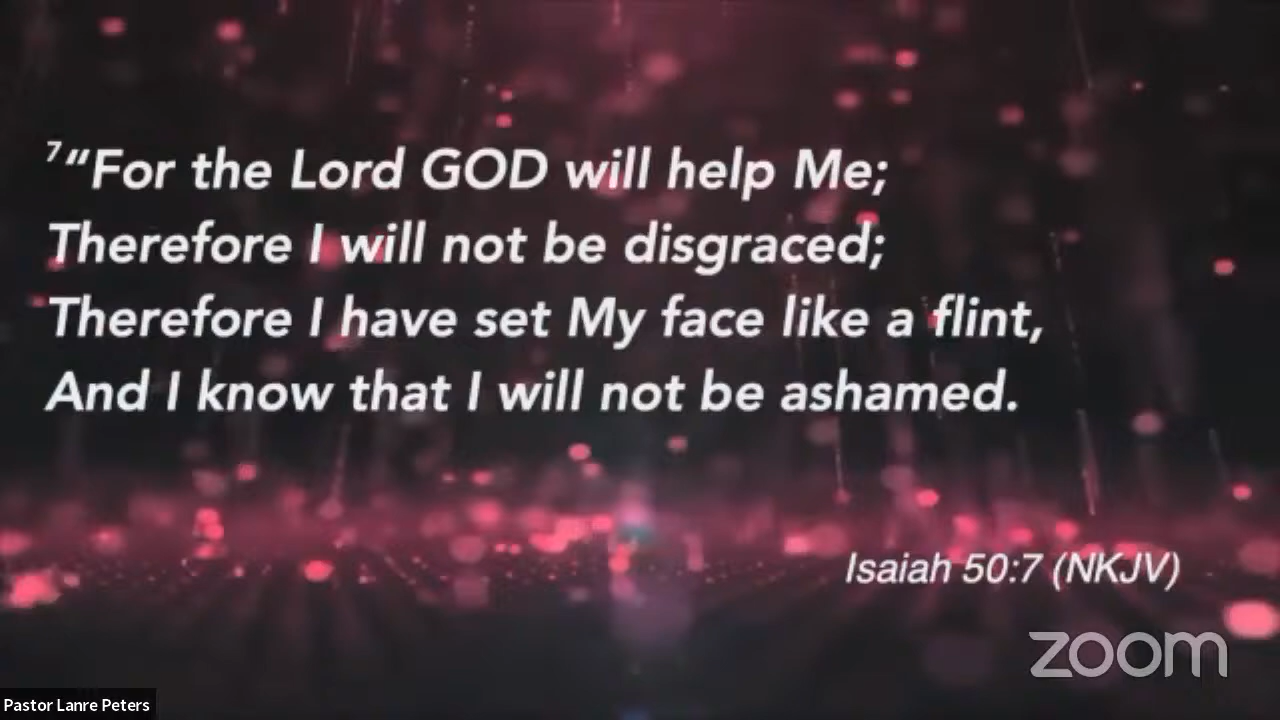 ⁷“For the Lord GOD will help Me;
Therefore I will not be disgraced;
Therefore I have set My face like a flint,
And I know that I will not be ashamed.
Isaiah 50:7 (NKJV)
zoom
Pastor Lanre Peters